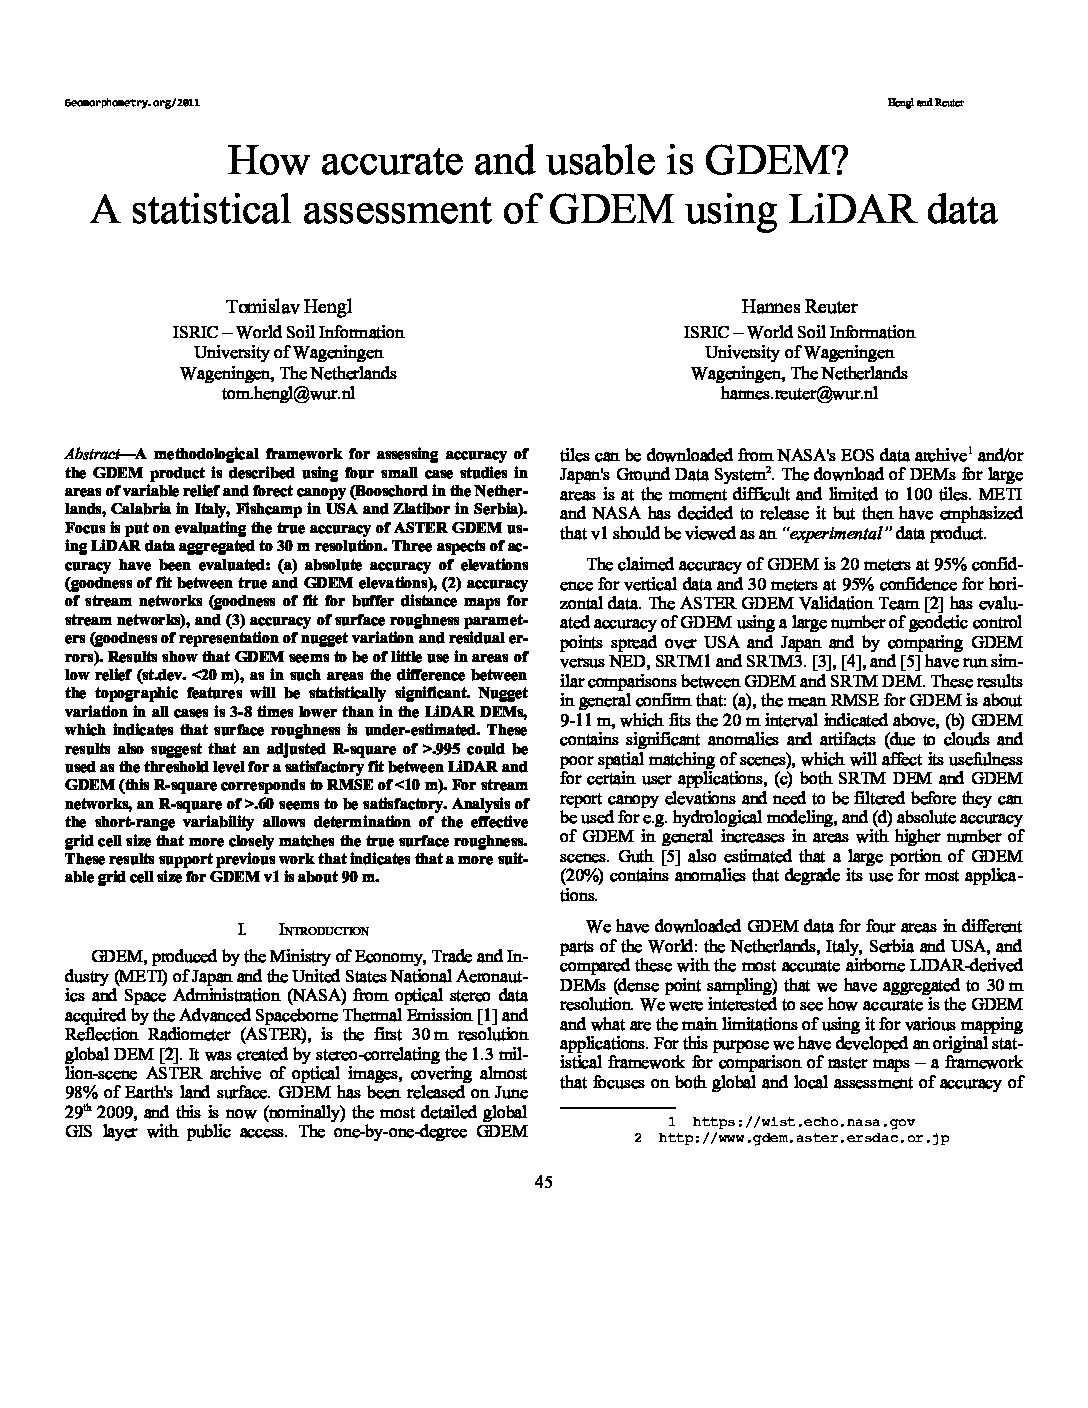 Geomorphometry.org/2011
Hengl and Reuter
How accurate and usable is GDEM?
A statistical assessment of GDEM using LiDAR data
Tomislav Hengl
ISRIC – World Soil Information
University of Wageningen
Wageningen, The Netherlands
tom.hengl@wur.nl
Hannes Reuter
ISRIC – World Soil Information
University of Wageningen
Wageningen, The Netherlands
hannes.reuter@wur.nl
Abstract—A methodological framework for assessing accuracy of
the GDEM product is described using four small case studies in
areas of variable relief and forect canopy (Booschord in the Nether-
lands, Calabria in Italy, Fishcamp in USA and Zlatibor in Serbia).
Focus is put on evaluating the true accuracy of ASTER GDEM us-
ing LiDAR data aggregated to 30 m resolution. Three aspects of ac-
curacy have been evaluated: (a) absolute accuracy of elevations
(goodness of fit between true and GDEM elevations), (2) accuracy
of stream networks (goodness of fit for buffer distance maps for
stream networks), and (3) accuracy of surface roughness paramet-
ers (goodness of representation of nugget variation and residual er-
rors). Results show that GDEM seems to be of little use in areas of
low relief (st.dev. <20 m), as in such areas the difference between
the topographic features will be statistically significant. Nugget
variation in all cases is 3-8 times lower than in the LiDAR DEMs,
which indicates that surface roughness is under-estimated. These
results also suggest that an adjusted R-square of >.995 could be
used as the threshold level for a satisfactory fit between LiDAR and
GDEM (this R-square corresponds to RMSE of <10 m). For stream
networks, an R-square of >.60 seems to be satisfactory. Analysis of
the short-range variability allows determination of the effective
grid cell size that more closely matches the true surface roughness.
These results support previous work that indicates that a more suit-
able grid cell size for GDEM v1 is about 90 m.
I. Introduction
GDEM, produced by the Ministry of Economy, Trade and In-
dustry (METI) of Japan and the United States National Aeronaut-
ics and Space Administration (NASA) from optical stereo data
acquired by the Advanced Spaceborne Thermal Emission [1] and
Reflection Radiometer (ASTER), is the first 30 m resolution
global DEM [2]. It was created by stereo-correlating the 1.3 mil-
lion-scene ASTER archive of optical images, covering almost
98% of Earth's land surface. GDEM has been released on June
29th 2009, and this is now (nominally) the most detailed global
GIS layer with public access. The one-by-one-degree GDEM
tiles can be downloaded from NASA's EOS data archive1 and/or
Japan's Ground Data System2. The download of DEMs for large
areas is at the moment difficult and limited to 100 tiles. METI
and NASA has decided to release it but then have emphasized
that v1 should be viewed as an “experimental” data product.
The claimed accuracy of GDEM is 20 meters at 95% confid-
ence for vertical data and 30 meters at 95% confidence for hori-
zontal data. The ASTER GDEM Validation Team [2] has evalu-
ated accuracy of GDEM using a large number of geodetic control
points spread over USA and Japan and by comparing GDEM
versus NED, SRTM1 and SRTM3. [3], [4], and [5] have run sim-
ilar comparisons between GDEM and SRTM DEM. These results
in general confirm that: (a), the mean RMSE for GDEM is about
9-11 m, which fits the 20 m interval indicated above, (b) GDEM
contains significant anomalies and artifacts (due to clouds and
poor spatial matching of scenes), which will affect its usefulness
for certain user applications, (c) both SRTM DEM and GDEM
report canopy elevations and need to be filtered before they can
be used for e.g. hydrological modeling, and (d) absolute accuracy
of GDEM in general increases in areas with higher number of
scenes. Guth [5] also estimated that a large portion of GDEM
(20%) contains anomalies that degrade its use for most applica-
tions.
We have downloaded GDEM data for four areas in different
parts of the World: the Netherlands, Italy, Serbia and USA, and
compared these with the most accurate airborne LIDAR-derived
DEMs (dense point sampling) that we have aggregated to 30 m
resolution. We were interested to see how accurate is the GDEM
and what are the main limitations of using it for various mapping
applications. For this purpose we have developed an original stat-
istical framework for comparison of raster maps – a framework
that focuses on both global and local assessment of accuracy of
1 https://wist.echo.nasa.gov
2 http://www.gdem.aster.ersdac.or.jp
45